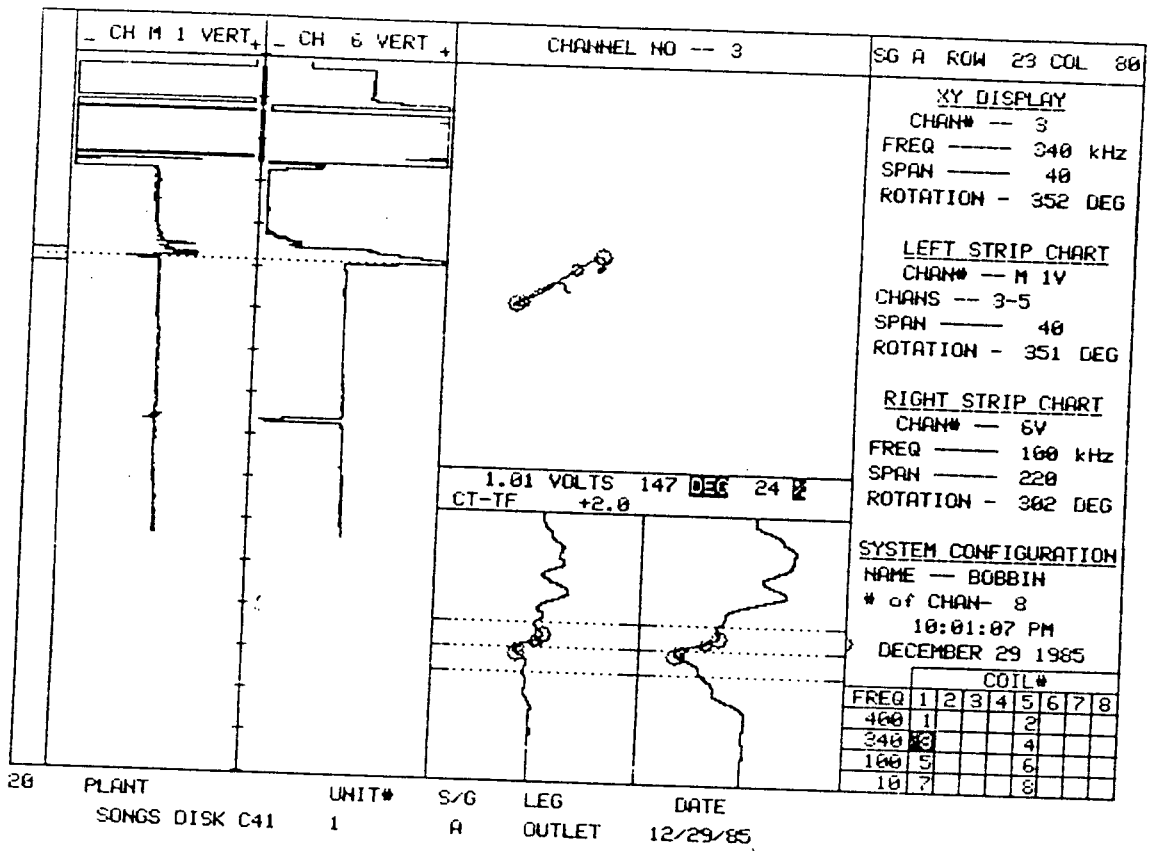 _ CH M 1 VERT +
_ CH 6 VERT +
CHANNEL NO -- 3
SG A ROW 23 COL 80
XY DISPLAY
CHAN# -- 3
FREQ ----- 340 kHz
SPAN ----- 40
ROTATION - 352 DEG
LEFT STRIP CHART
CHAN# -- M 1V
CHANS -- 3-5
SPAN ----- 40
ROTATION - 351 DEG
RIGHT STRIP CHART
CHAN# -- 6V
FREQ ----- 100 kHz
SPAN ----- 220
ROTATION - 302 DEG
1.01 VOLTS 147 DEG 24 %
CT-TF +2.0
SYSTEM CONFIGURATION
NAME -- BOBBIN
# of CHAN- 8
10:01:07 PM
DECEMBER 29 1985
COIL#
FREQ 1 2 3 4 5 6 7 8
400 1 2
340 3 4
100 5 6
10 7 8
20 PLANT UNIT# S/G LEG DATE
SONGS DISK C41 1 A OUTLET 12/29/85